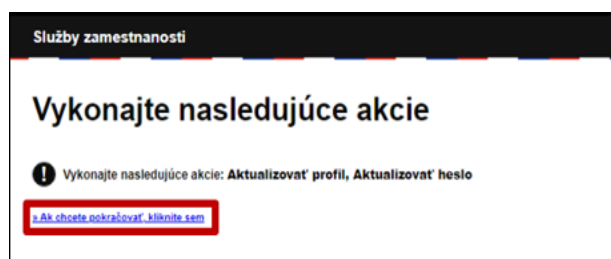 Služby zamestnanosti
Vykonajte nasledujúce akcie
Vykonajte nasledujúce akcie: Aktualizovať profil, Aktualizovať heslo
» Ak chcete pokračovať, kliknite sem